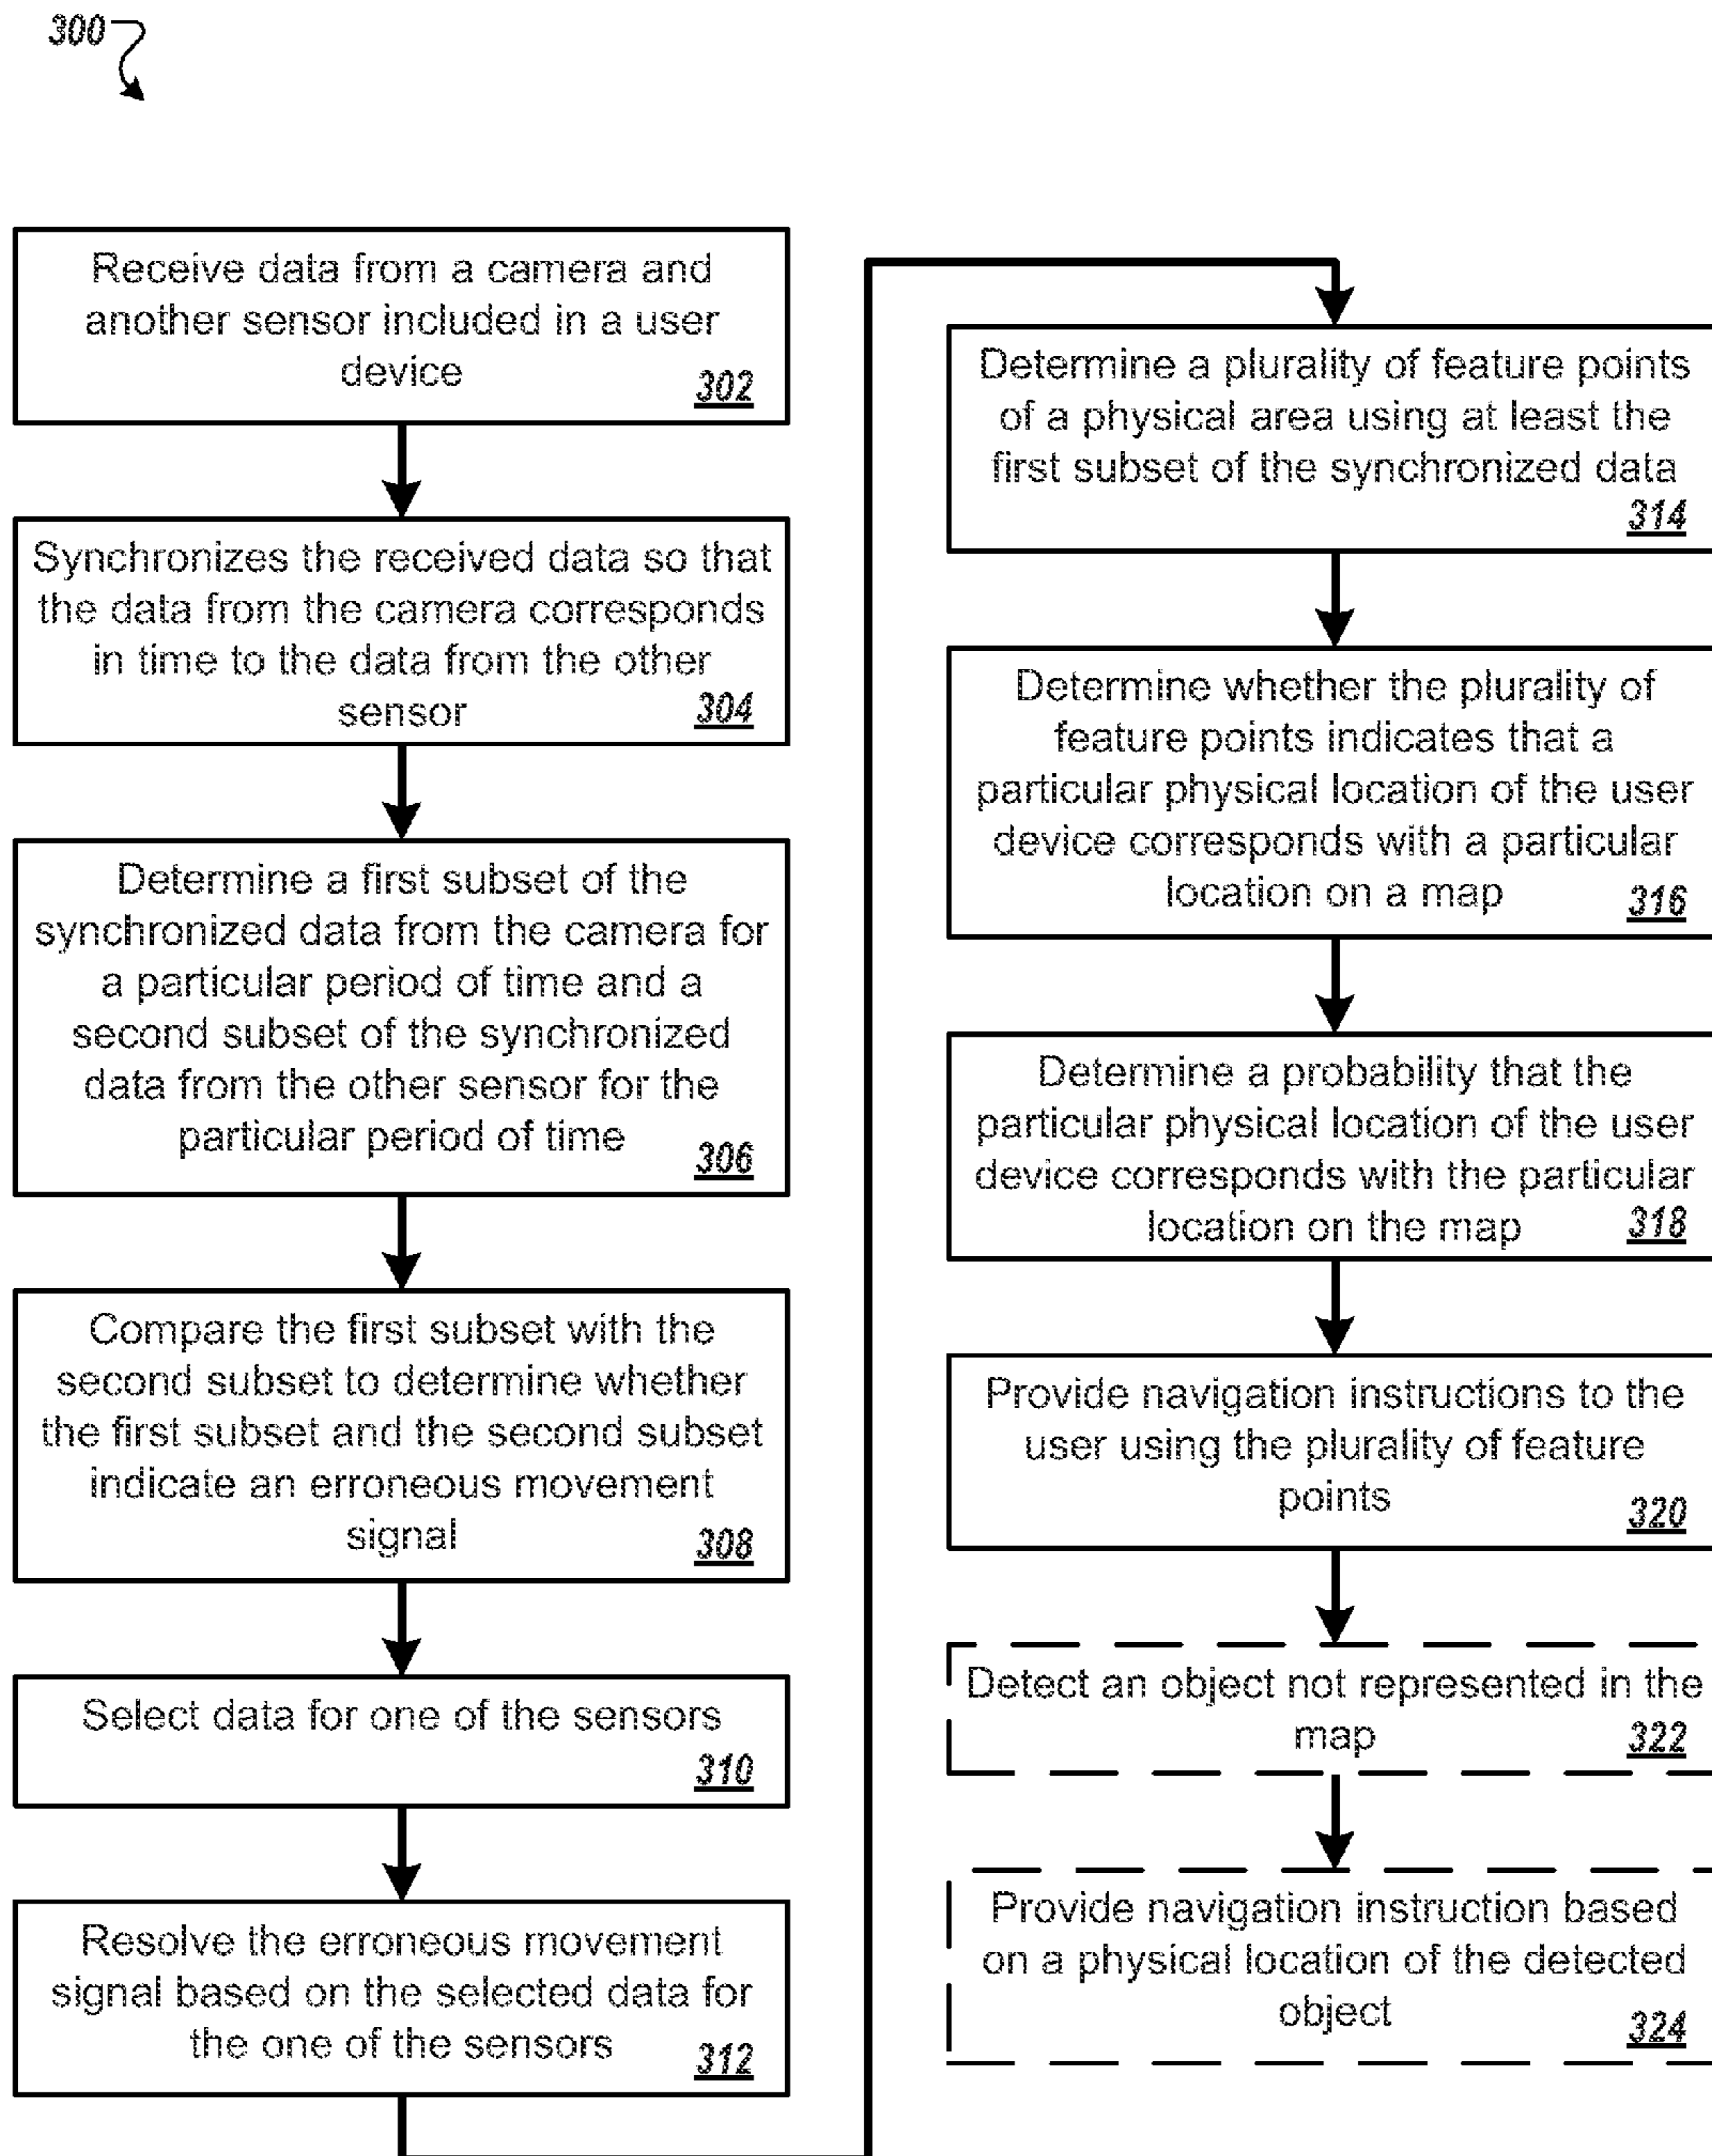 300
Receive data from a camera and
another sensor included in a user
device
302
Synchronizes the received data so that
the data from the camera corresponds
in time to the data from the other
sensor
304
Determine a first subset of the
synchronized data from the camera for
a particular period of time and a
second subset of the synchronized
data from the other sensor for the
particular period of time
306
Compare the first subset with the
second subset to determine whether
the first subset and the second subset
indicate an erroneous movement
signal
308
Select data for one of the sensors
310
Resolve the erroneous movement
signal based on the selected data for
the one of the sensors
312
Determine a plurality of feature points
of a physical area using at least the
first subset of the synchronized data
314
Determine whether the plurality of
feature points indicates that a
particular physical location of the user
device corresponds with a particular
location on a map
316
Determine a probability that the
particular physical location of the user
device corresponds with the particular
location on the map
318
Provide navigation instructions to the
user using the plurality of feature
points
320
Detect an object not represented in the
map
322
Provide navigation instruction based
on a physical location of the detected
object
324